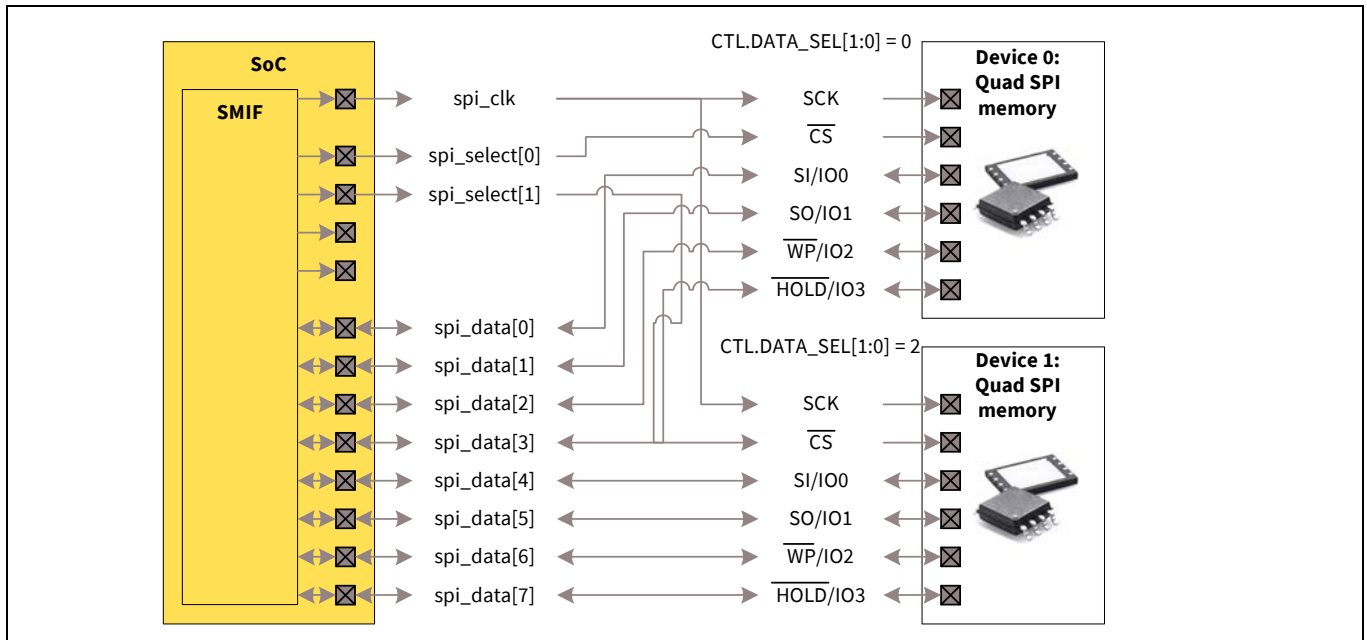 CTL.DATA_SEL[1:0] = 0
SoC
SMIF
spi_clk
spi_select[0]
spi_select[1]
spi_data[0]
spi_data[1]
spi_data[2]
spi_data[3]
spi_data[4]
spi_data[5]
spi_data[6]
spi_data[7]
SCK
CS
SI/IO0
SO/IO1
WP/IO2
HOLD/IO3
Device 0:
Quad SPI
memory
CTL.DATA_SEL[1:0] = 2
SCK
CS
SI/IO0
SO/IO1
WP/IO2
HOLD/IO3
Device 1:
Quad SPI
memory